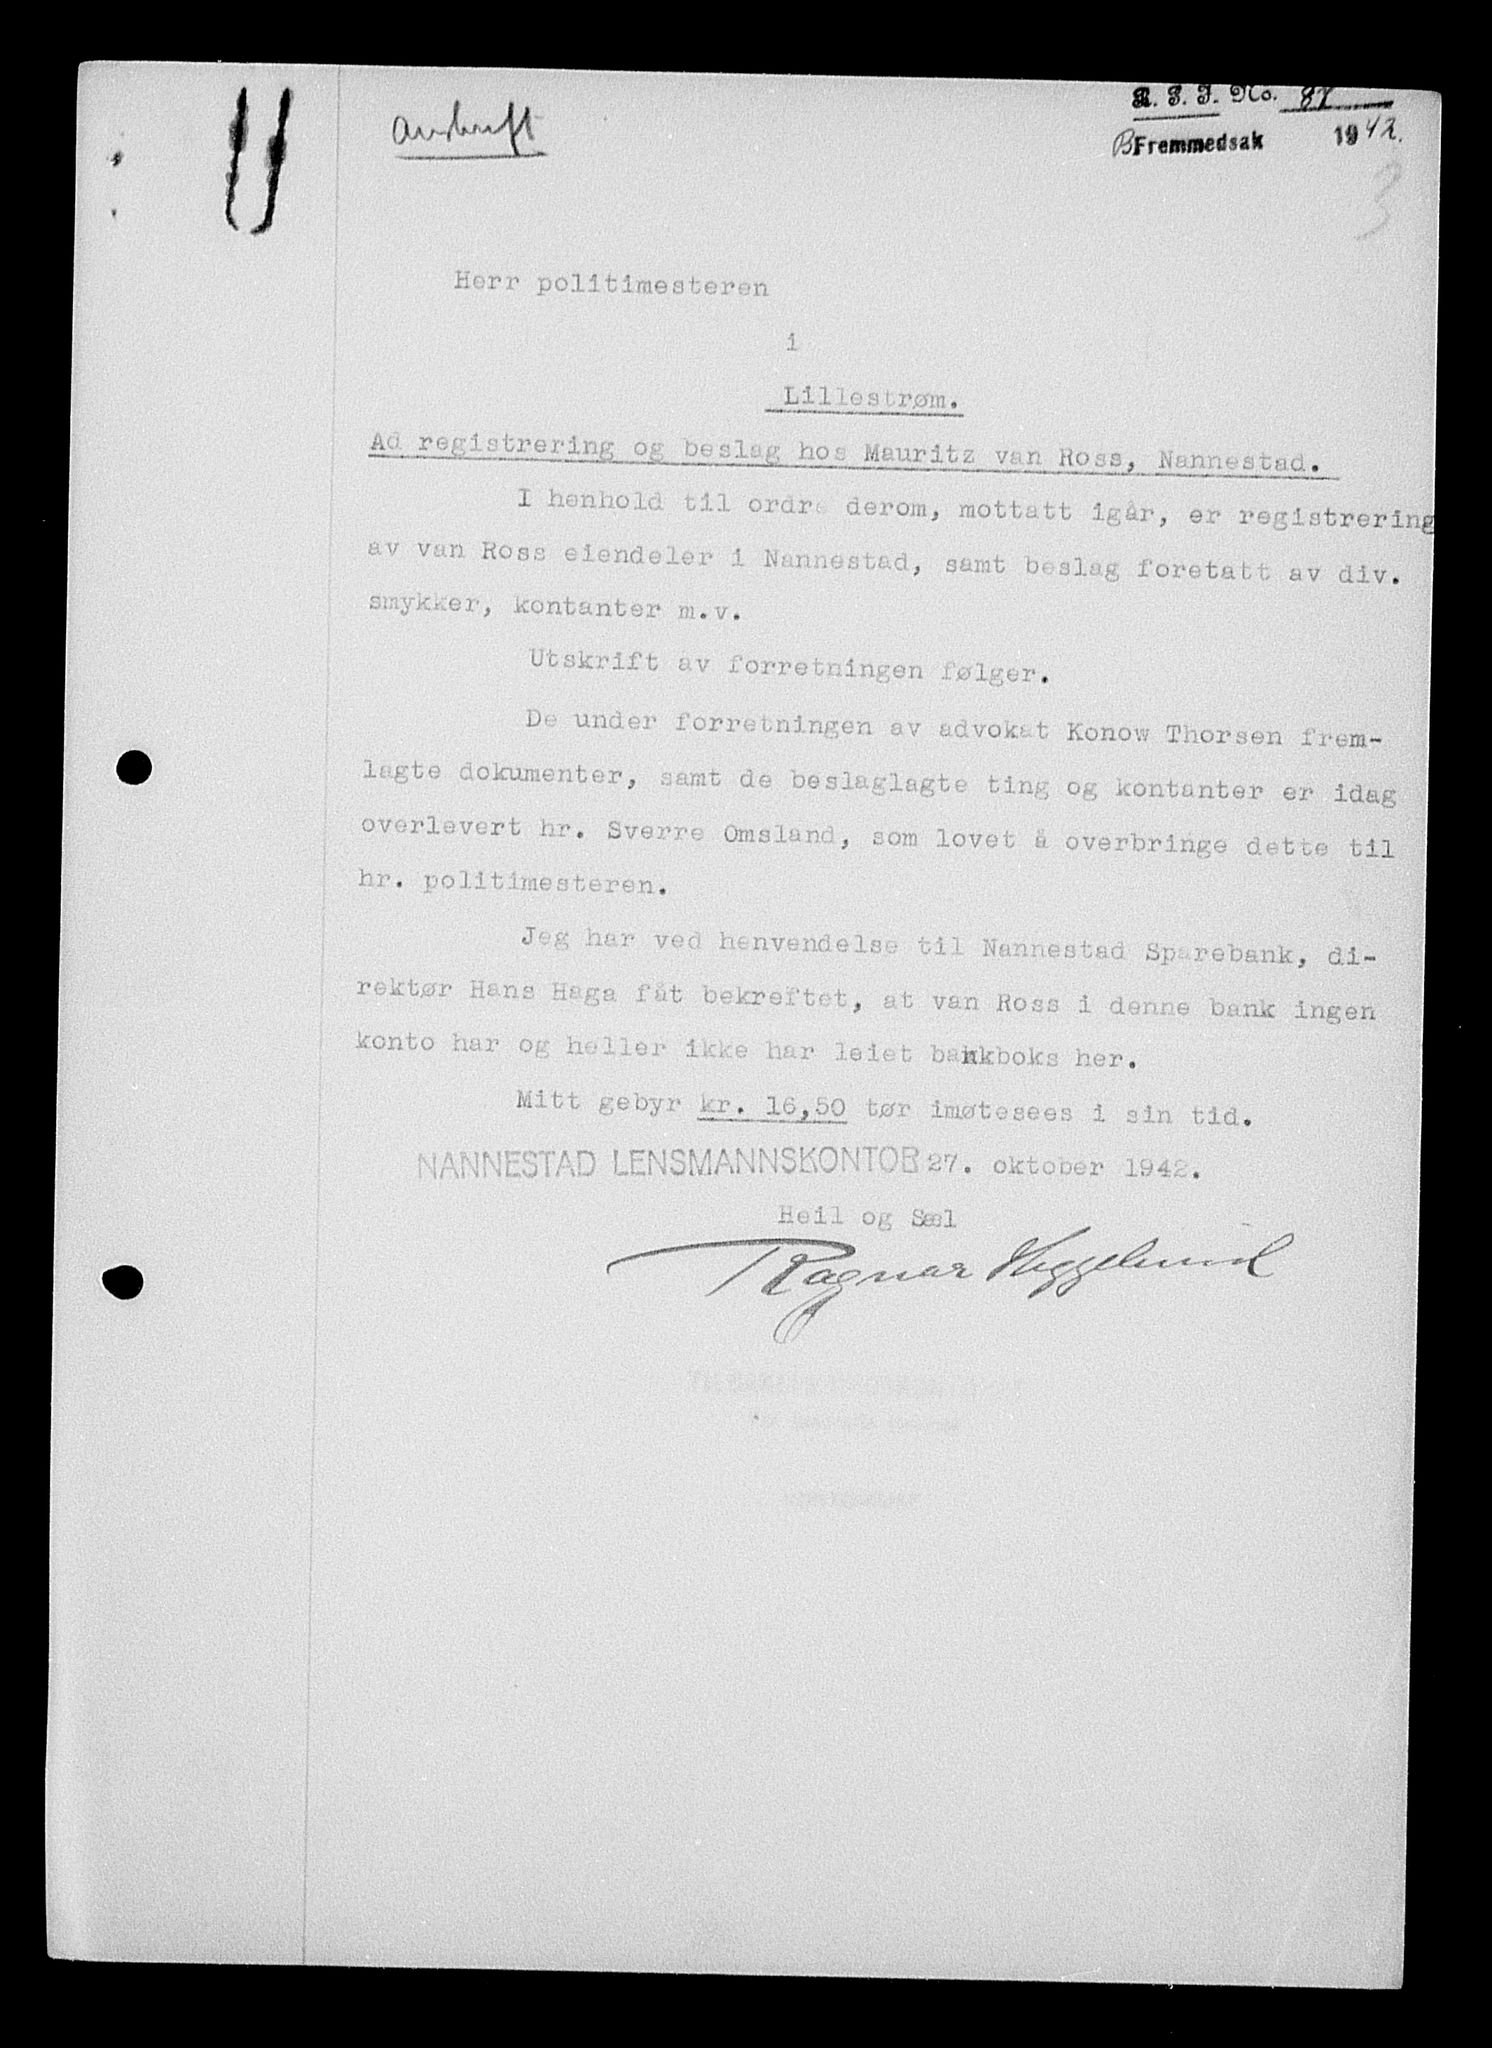 Avskrift
R. P. J. No. 87
B Fremmedsak 1942.
3
Herr politimesteren
i
Lillestrøm.
Ad registrering og beslag hos Mauritz van Ross, Nannestad.
I henhold til ordre derom, mottatt igår, er registrering
av van Ross eiendeler i Nannestad, samt beslag foretatt av div.
smykker, kontanter m.v.
Utskrift av forretningen følger.
De under forretningen av advokat Konow Thorsen frem-
lagte dokumenter, samt de beslaglagte ting og kontanter er idag
overlevert hr. Sverre Omsland, som lovet å overbringe dette til
hr. politimesteren.
Jeg har ved henvendelse til Nannestad Sparebank, di-
rektør Hans Haga fåt bekreftet, at van Ross i denne bank ingen
konto har og heller ikke har leiet bankboks her.
Mitt gebyr kr. 16,50 tør imøtesees i sin tid.
NANNESTAD LENSMANNSKONTOR 27. oktober 1942.
Heil og Sæl
Ragnar Hyggelund